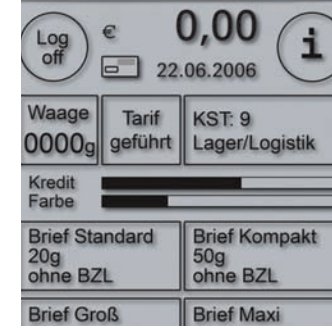 Log
off
€ 0,00
i
22.06.2006
Waage
0000g
Tarif
geführt
KST: 9
Lager/Logistik
Kredit
Farbe
Brief Standard
20g
ohne BZL
Brief Kompakt
50g
ohne BZL
Brief Groß
Brief Maxi